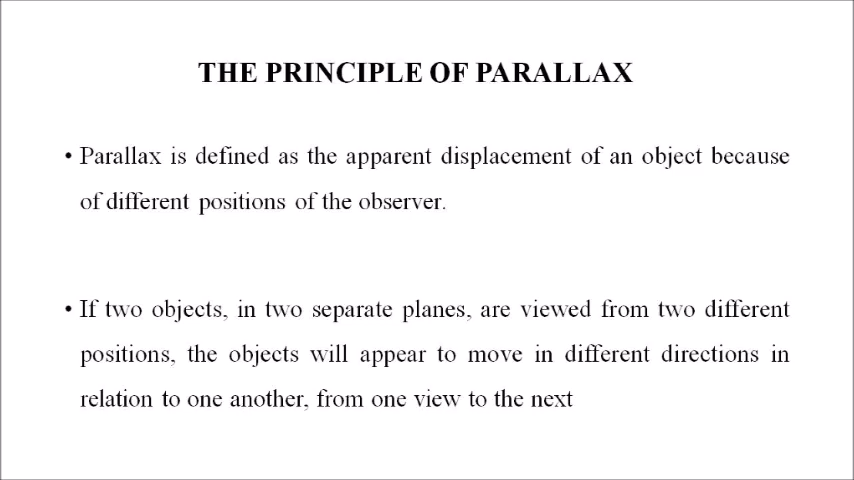 THE PRINCIPLE OF PARALLAX
• Parallax is defined as the apparent displacement of an object because
of different positions of the observer.
• If two objects, in two separate planes, are viewed from two different
positions, the objects will appear to move in different directions in
relation to one another, from one view to the next